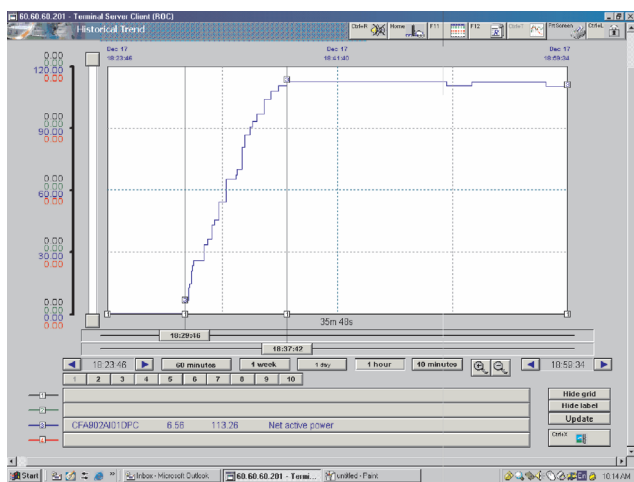 60.60.60.201 - Terminal Server Client (ROC)
Historical Trend
Ctrl+R Home F11 F12 Ctrl+T PrtScreen Ctrl+L
Dec 17 Dec 17 Dec 17
18:23:46 18:41:40 18:59:34
0.00
0.00
120.00
0.00
0.00
0.00
90.00
0.00
0.00
0.00
60.00
0.00
0.00
0.00
30.00
0.00
0.00
0.00
0.00
0.00
35m 48s
18:29:46
18:37:42
18:23:46 60 minutes 1 week 1 day 1 hour 10 minutes 18:59:34
1 2 3 4 5 6 7 8 9 10
1
2
3 CFA902AI01DPC 6.56 113.26 Net active power
4
Hide grid
Hide label
Update
Ctrl+X
Start Inbox - Microsoft Outlook 60.60.60.201 - Termi... untitled - Paint 10:14 AM